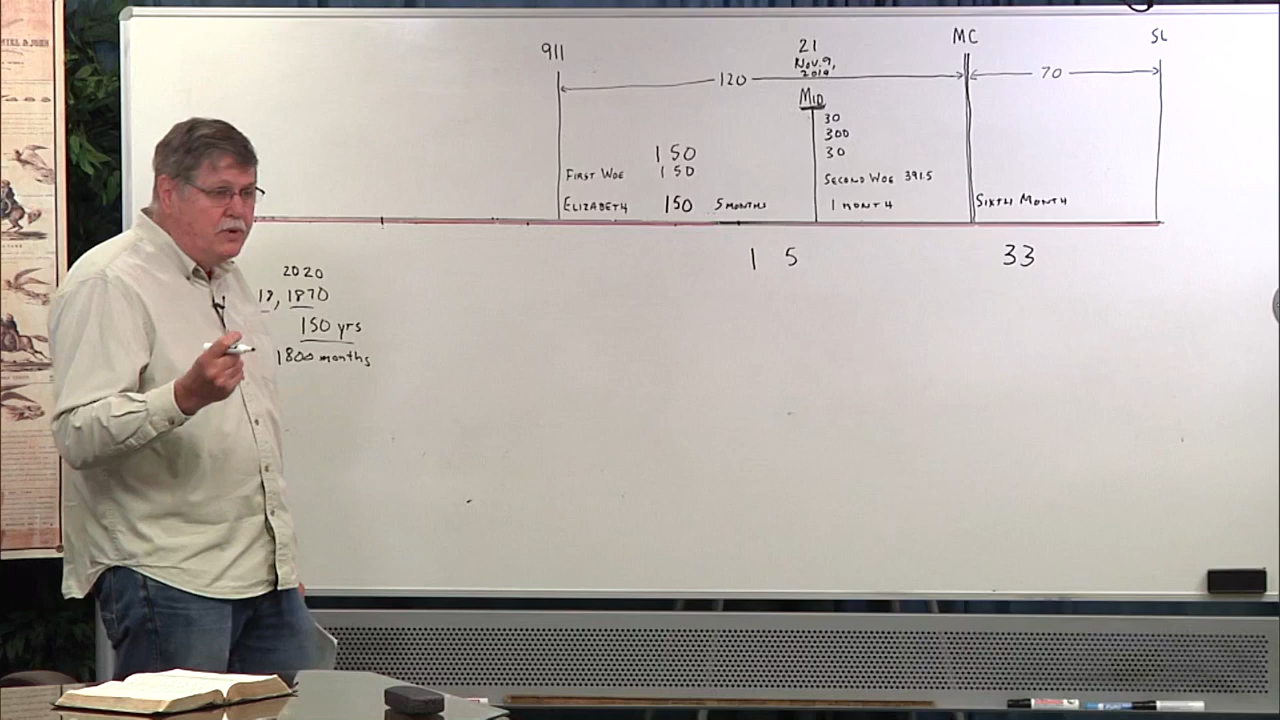 911
21
MC
SL
Nov. 9,
2019
120
70
MID
30
300
30
150
FIRST WOE 150
SECOND WOE 391.5
ELIZABETH 150 5 MONTHS
1 MONTH
SIXTH MONTH
1 5
33
2020
1870
150 yrs
1800 months
& JOHN